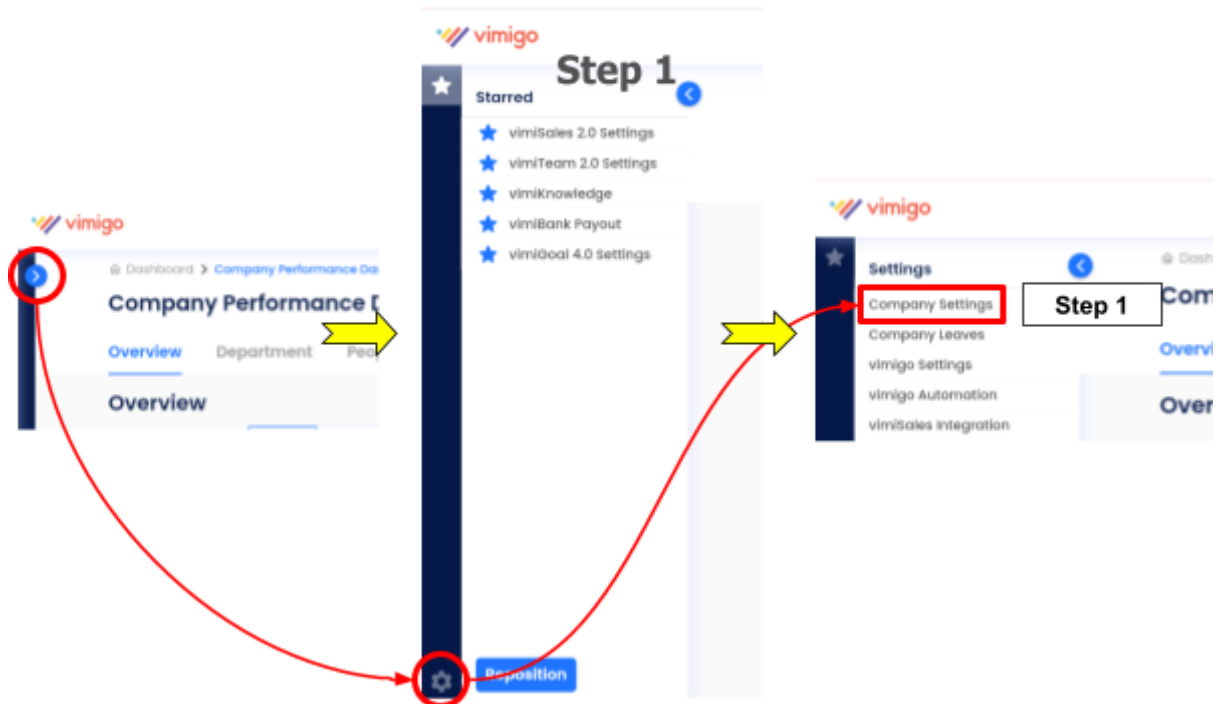 vimigo
Dashboard > Company Performance Da
Company Performance D
Overview
Department
Peop
Overview
vimigo
Step 1
Starred
vimiSales 2.0 Settings
vimiTeam 2.0 Settings
vimiKnowledge
vimiBank Payout
vimiGoal 4.0 Settings
Reposition
vimigo
Settings
Company Settings
Company Leaves
vimigo Settings
vimigo Automation
vimiSales Integration
Step 1
Dash
Com
Overvi
Over